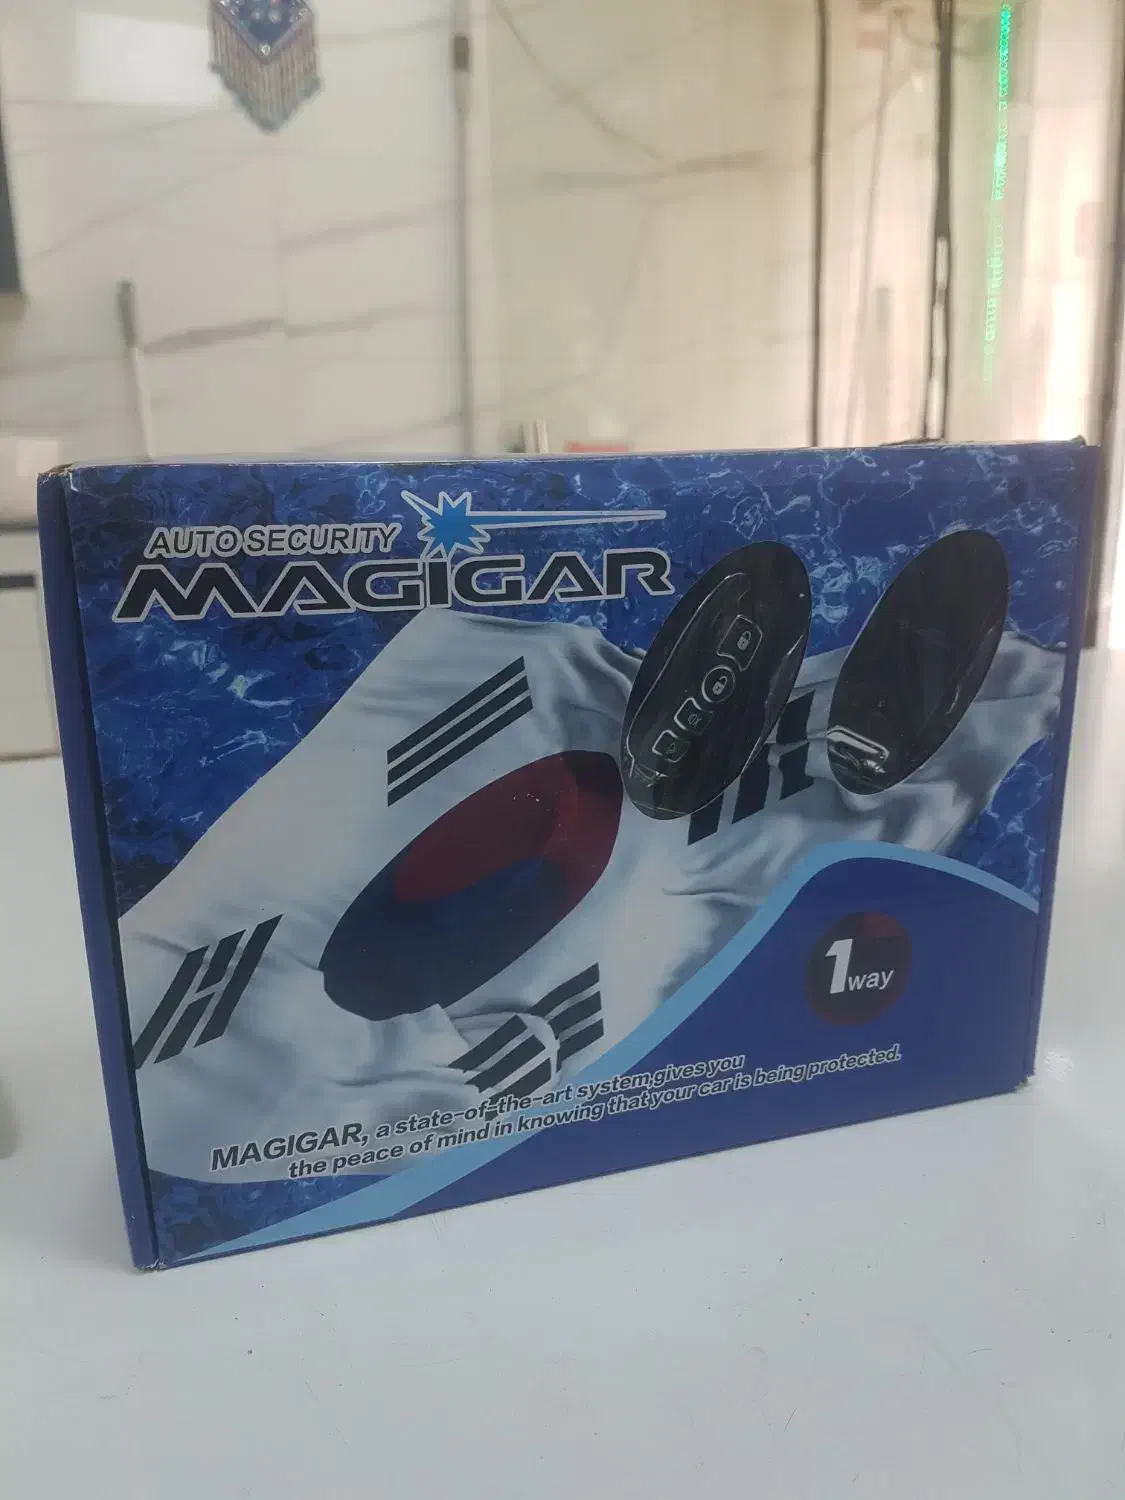 AUTO SECURITY
MAGIGAR
1way
MAGIGAR, a state-of-the-art system,gives you
the peace of mind in knowing that your car is being protected.